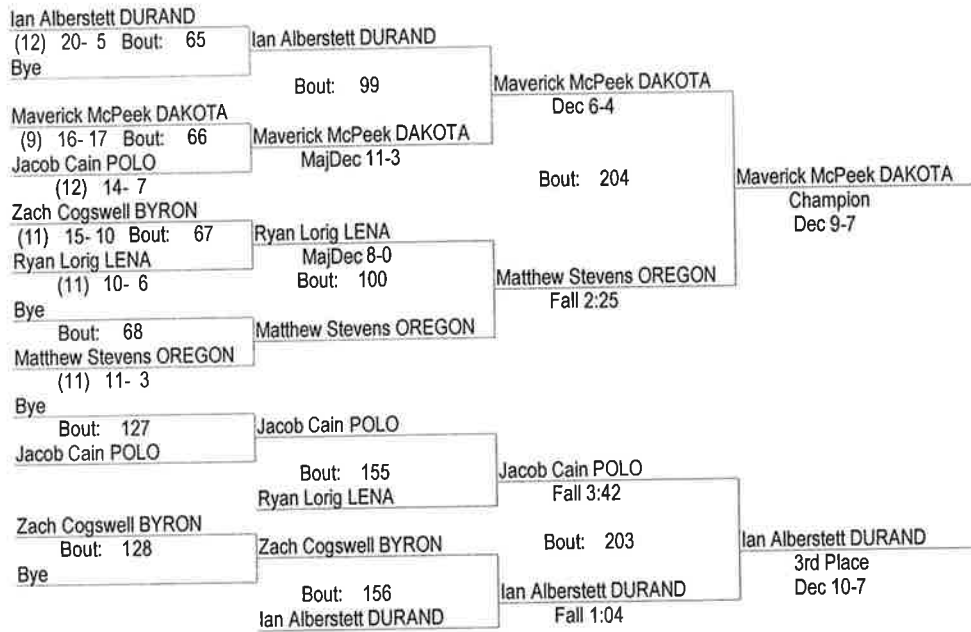 Ian Alberstett DURAND
(12) 20- 5 Bout: 65
Bye
Ian Alberstett DURAND
Bout: 99
Maverick McPeek DAKOTA
(9) 16- 17 Bout: 66
Jacob Cain POLO
(12) 14- 7
Maverick McPeek DAKOTA
MajDec 11-3
Maverick McPeek DAKOTA
Dec 6-4
Bout: 204
Zach Cogswell BYRON
(11) 15- 10 Bout: 67
Ryan Lorig LENA
(11) 10- 6
Ryan Lorig LENA
MajDec 8-0
Bout: 100
Bye
Bout: 68
Matthew Stevens OREGON
(11) 11- 3
Matthew Stevens OREGON
Matthew Stevens OREGON
Fall 2:25
Maverick McPeek DAKOTA
Champion
Dec 9-7
Bye
Bout: 127
Jacob Cain POLO
Jacob Cain POLO
Bout: 155
Ryan Lorig LENA
Jacob Cain POLO
Fall 3:42
Bout: 203
Zach Cogswell BYRON
Bout: 128
Bye
Zach Cogswell BYRON
Bout: 156
Ian Alberstett DURAND
Ian Alberstett DURAND
Fall 1:04
Ian Alberstett DURAND
3rd Place
Dec 10-7